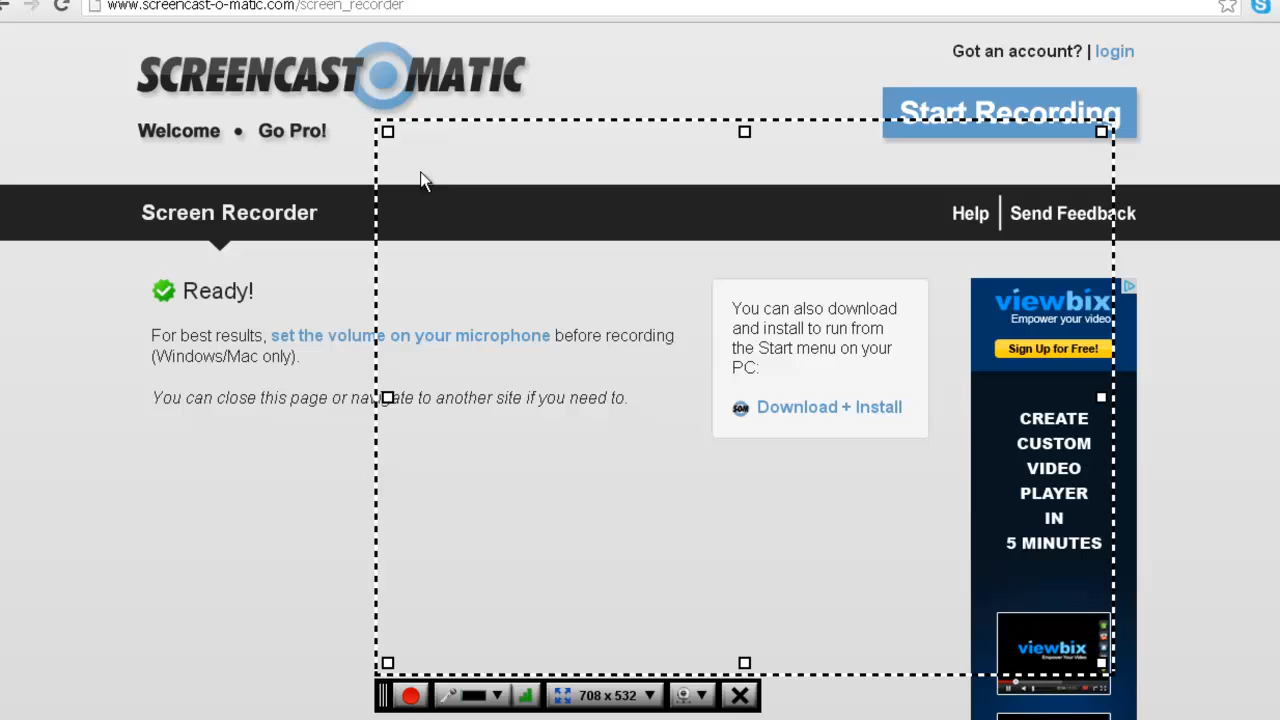 www.screencast-o-matic.com/screen_recorder
SCREENCAST MATIC
Got an account? | login
Start Recording
Welcome • Go Pro!
Screen Recorder
Help
Send Feedback
Ready!
For best results, set the volume on your microphone before recording
(Windows/Mac only).
You can close this page or navigate to another site if you need to.
You can also download
and install to run from
the Start menu on your
PC:
SOM
Download + Install
viewbix
Empower your video
Sign Up for Free!
CREATE
CUSTOM
VIDEO
PLAYER
IN
5 MINUTES
viewbix
Empower Your Video
708 x 532